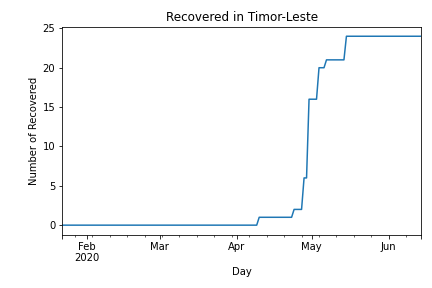 Recovered in Timor-Leste
Number of Recovered
25
20
15
10
5
0
Feb
2020
Mar
Apr
May
Jun
Day